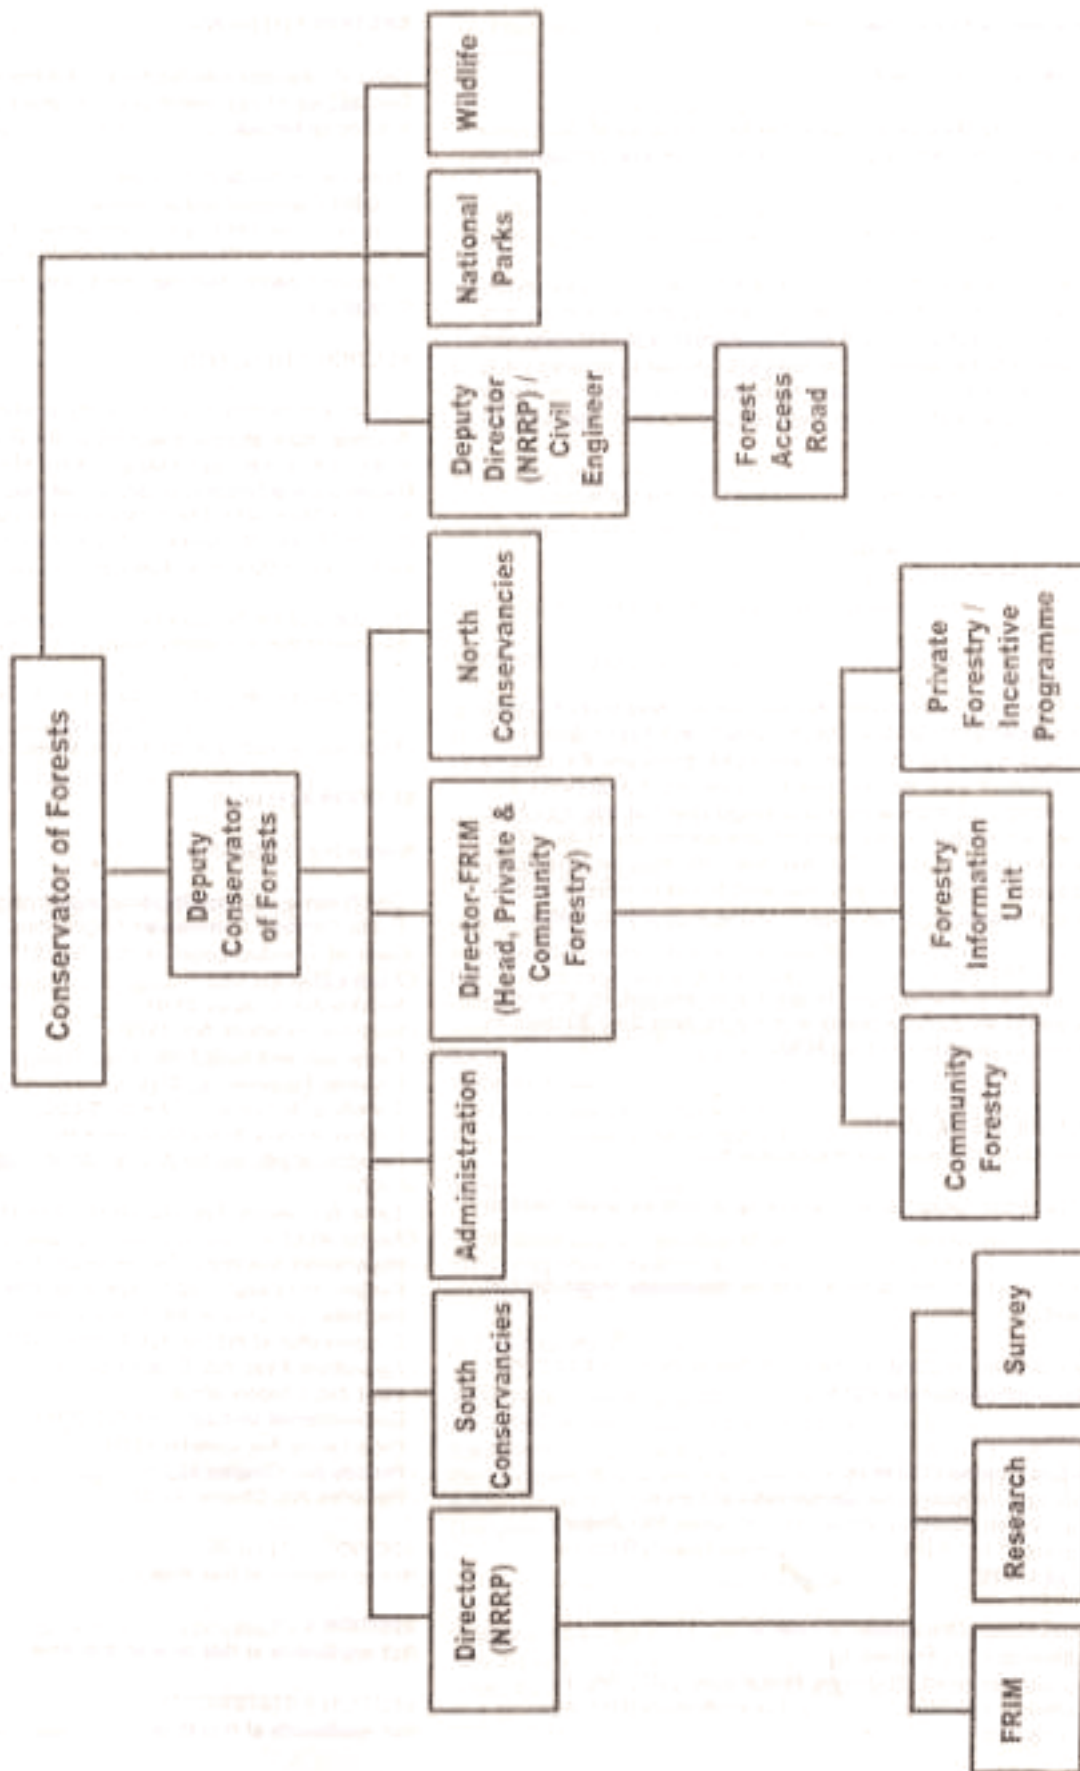 Conservator of Forests
Deputy
Conservator
of Forests
Director
(NRRP)
South
Conservancies
Administration
Director-FRIM
(Head, Private &
Community
Forestry)
North
Conservancies
Deputy
Director
(NRRP) /
Civil
Engineer
National
Parks
Wildlife
Forest
Access
Road
Community
Forestry
Forestry
Information
Unit
Private
Forestry /
Incentive
Programme
FRIM
Research
Survey